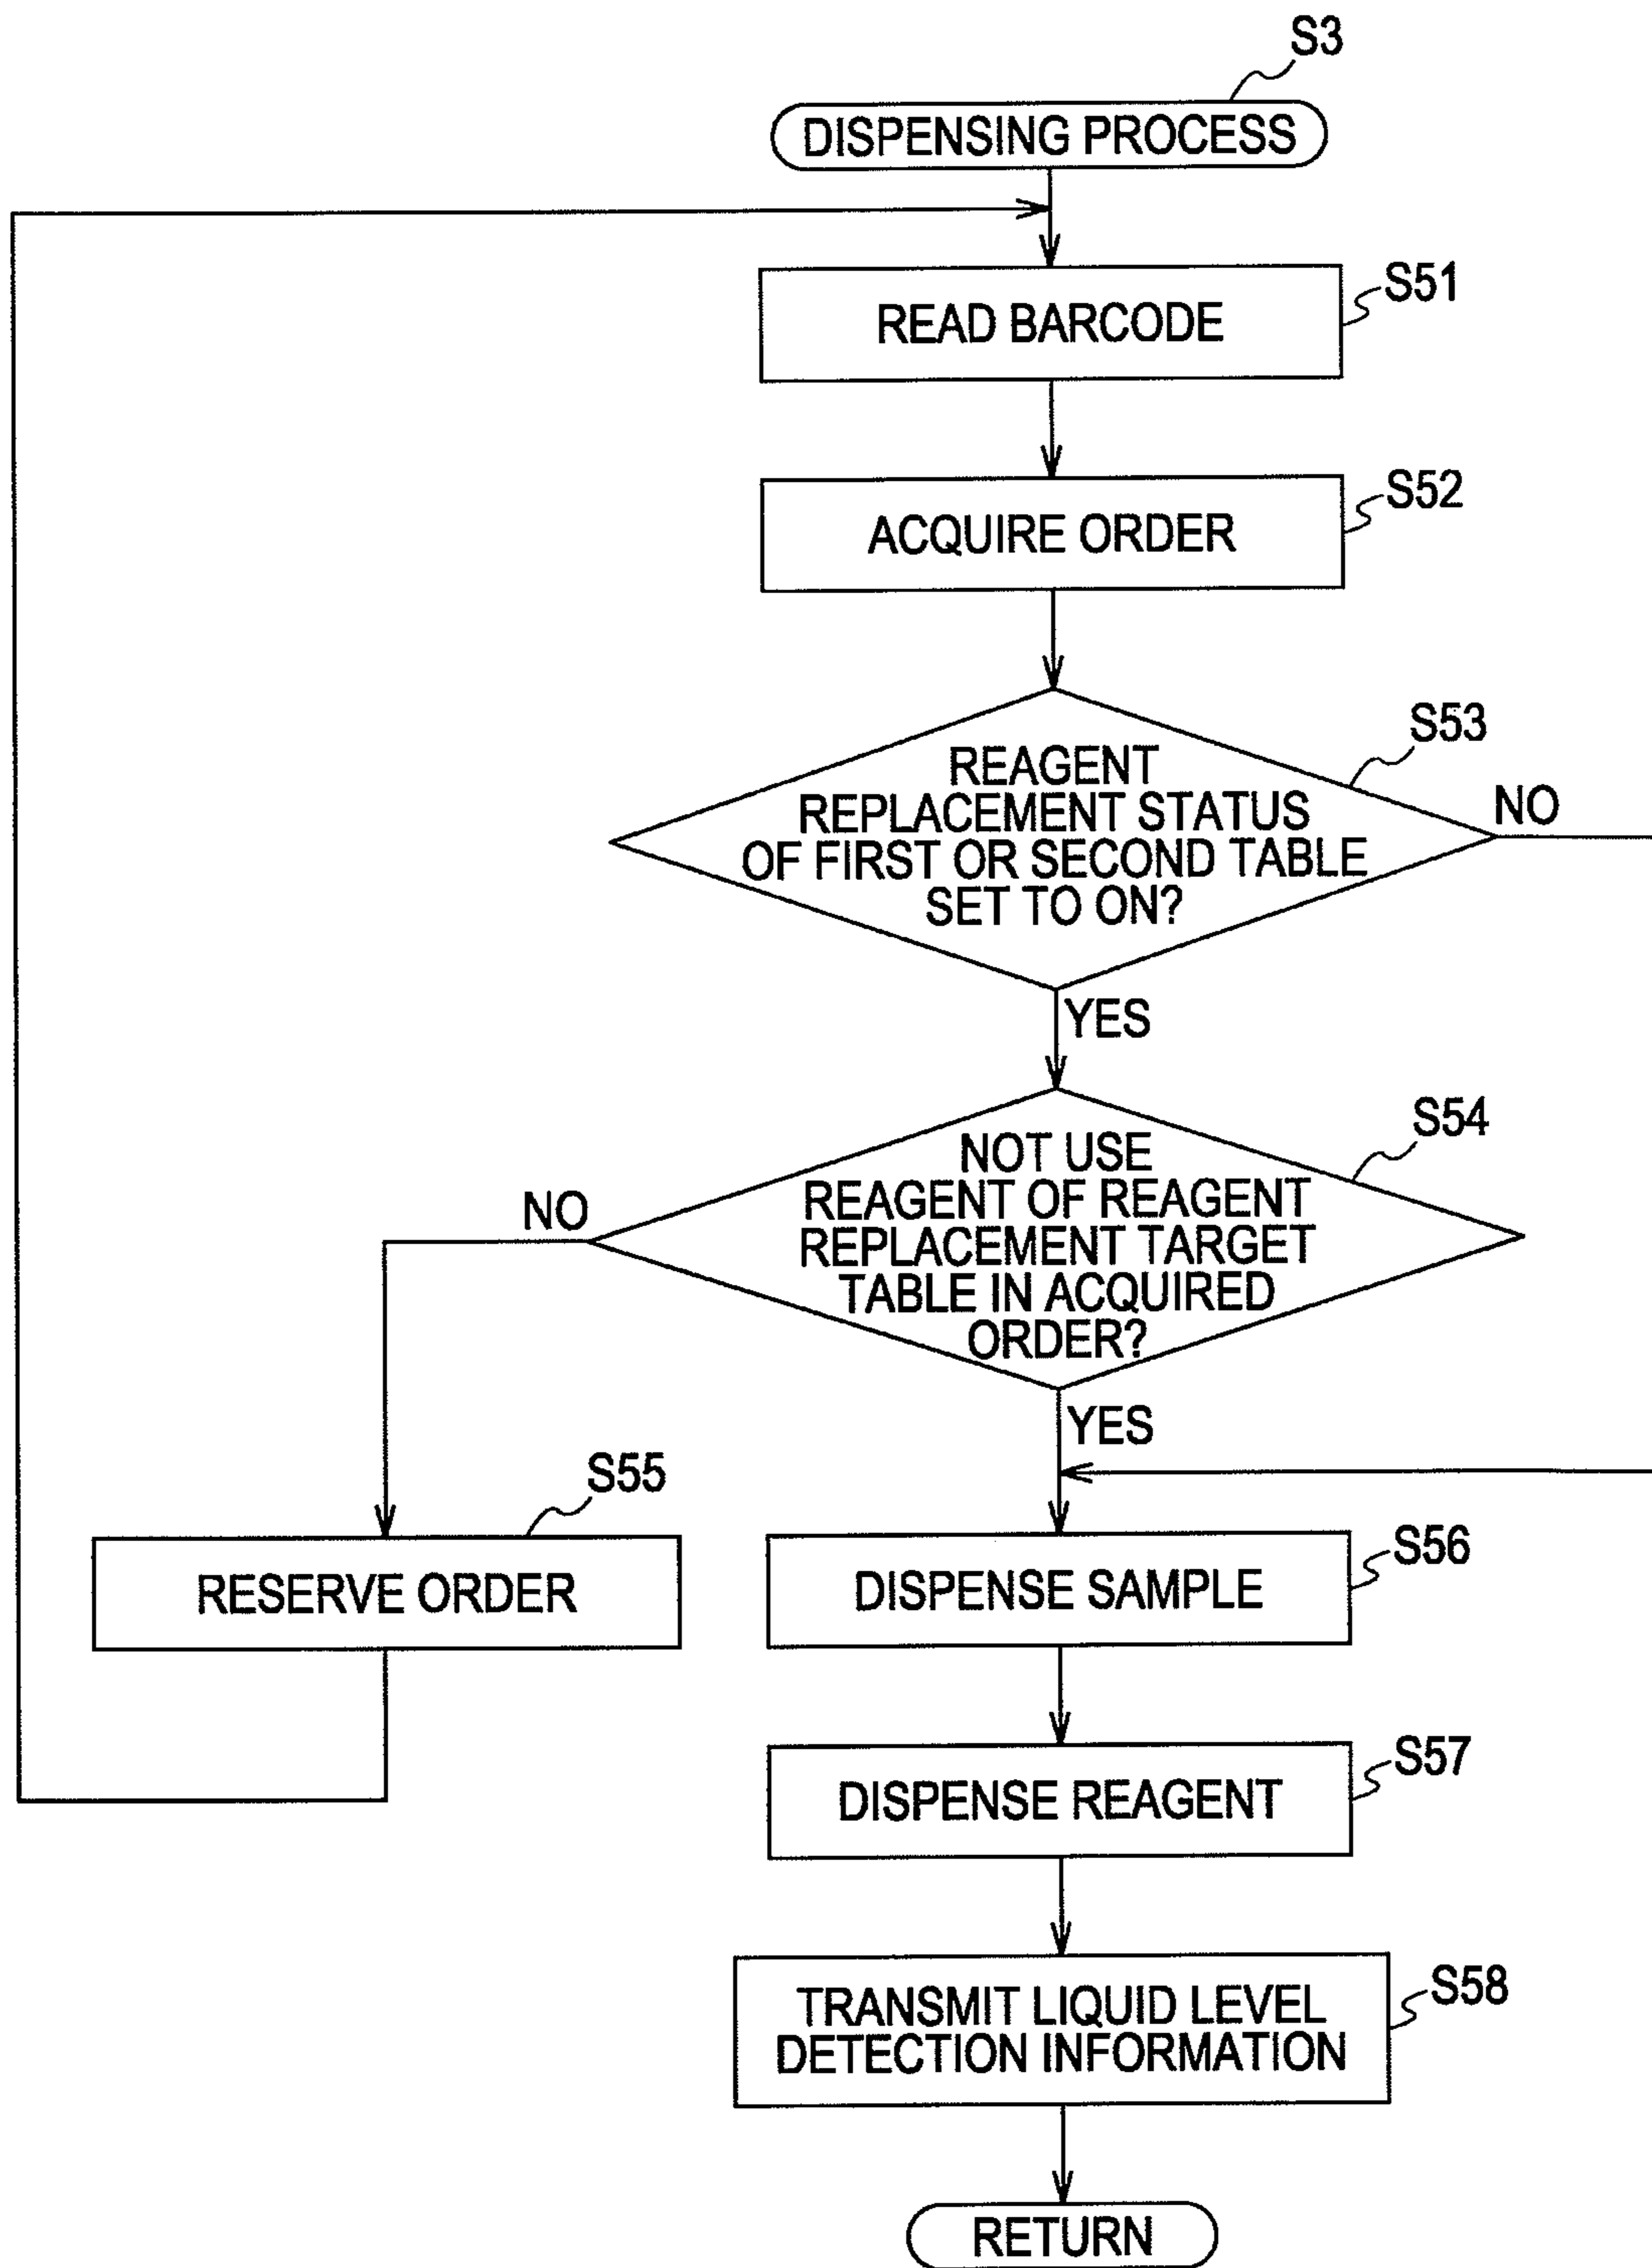 S3
DISPENSING PROCESS
S51
READ BARCODE
S52
ACQUIRE ORDER
S53
REAGENT
REPLACEMENT STATUS
OF FIRST OR SECOND TABLE
SET TO ON?
NO
YES
S54
NOT USE
REAGENT OF REAGENT
REPLACEMENT TARGET
TABLE IN ACQUIRED
ORDER?
NO
YES
S55
RESERVE ORDER
S56
DISPENSE SAMPLE
S57
DISPENSE REAGENT
S58
TRANSMIT LIQUID LEVEL
DETECTION INFORMATION
RETURN